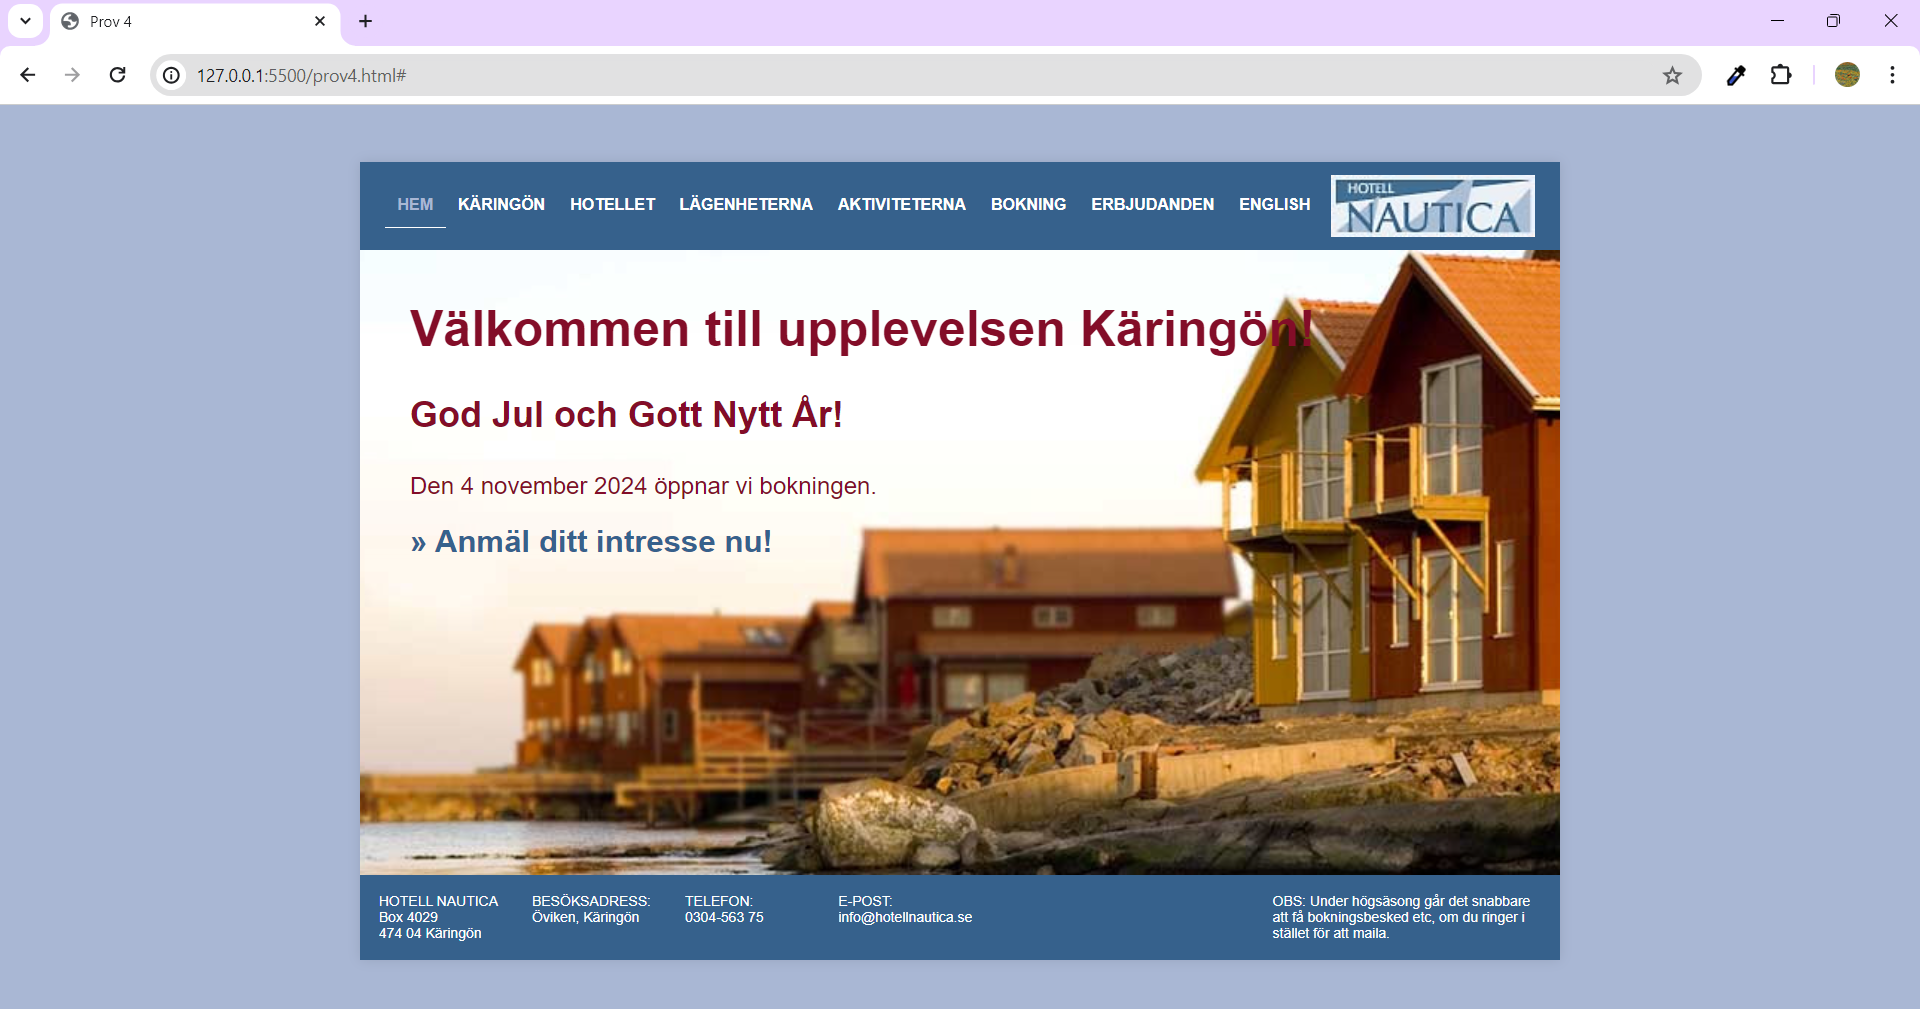 Prov 4
127.0.0.1:5500/prov4.html#
HEM KÄRINGÖN HOTELLET LÄGENHETERNA AKTIVITETERNA BOKNING ERBJUDANDEN ENGLISH
HOTELL
NAUTICA
Välkommen till upplevelsen Käringön!
God Jul och Gott Nytt År!
Den 4 november 2024 öppnar vi bokningen.
» Anmäl ditt intresse nu!
HOTELL NAUTICA
Box 4029
474 04 Käringön
BESÖKSADRESS:
Öviken, Käringön
TELEFON:
0304-563 75
E-POST:
info@hotellnautica.se
OBS: Under högsäsong går det snabbare
att få bokningsbesked etc, om du ringer i
stället för att maila.